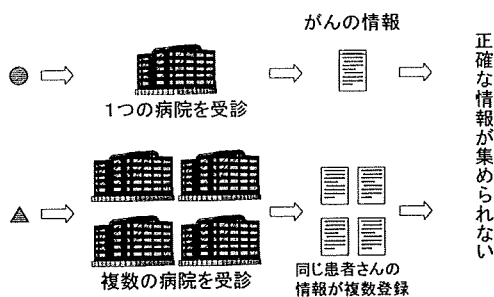 がんの情報
1つの病院を受診
複数の病院を受診
同じ患者さんの
情報が複数登録
正確な情報が集められない